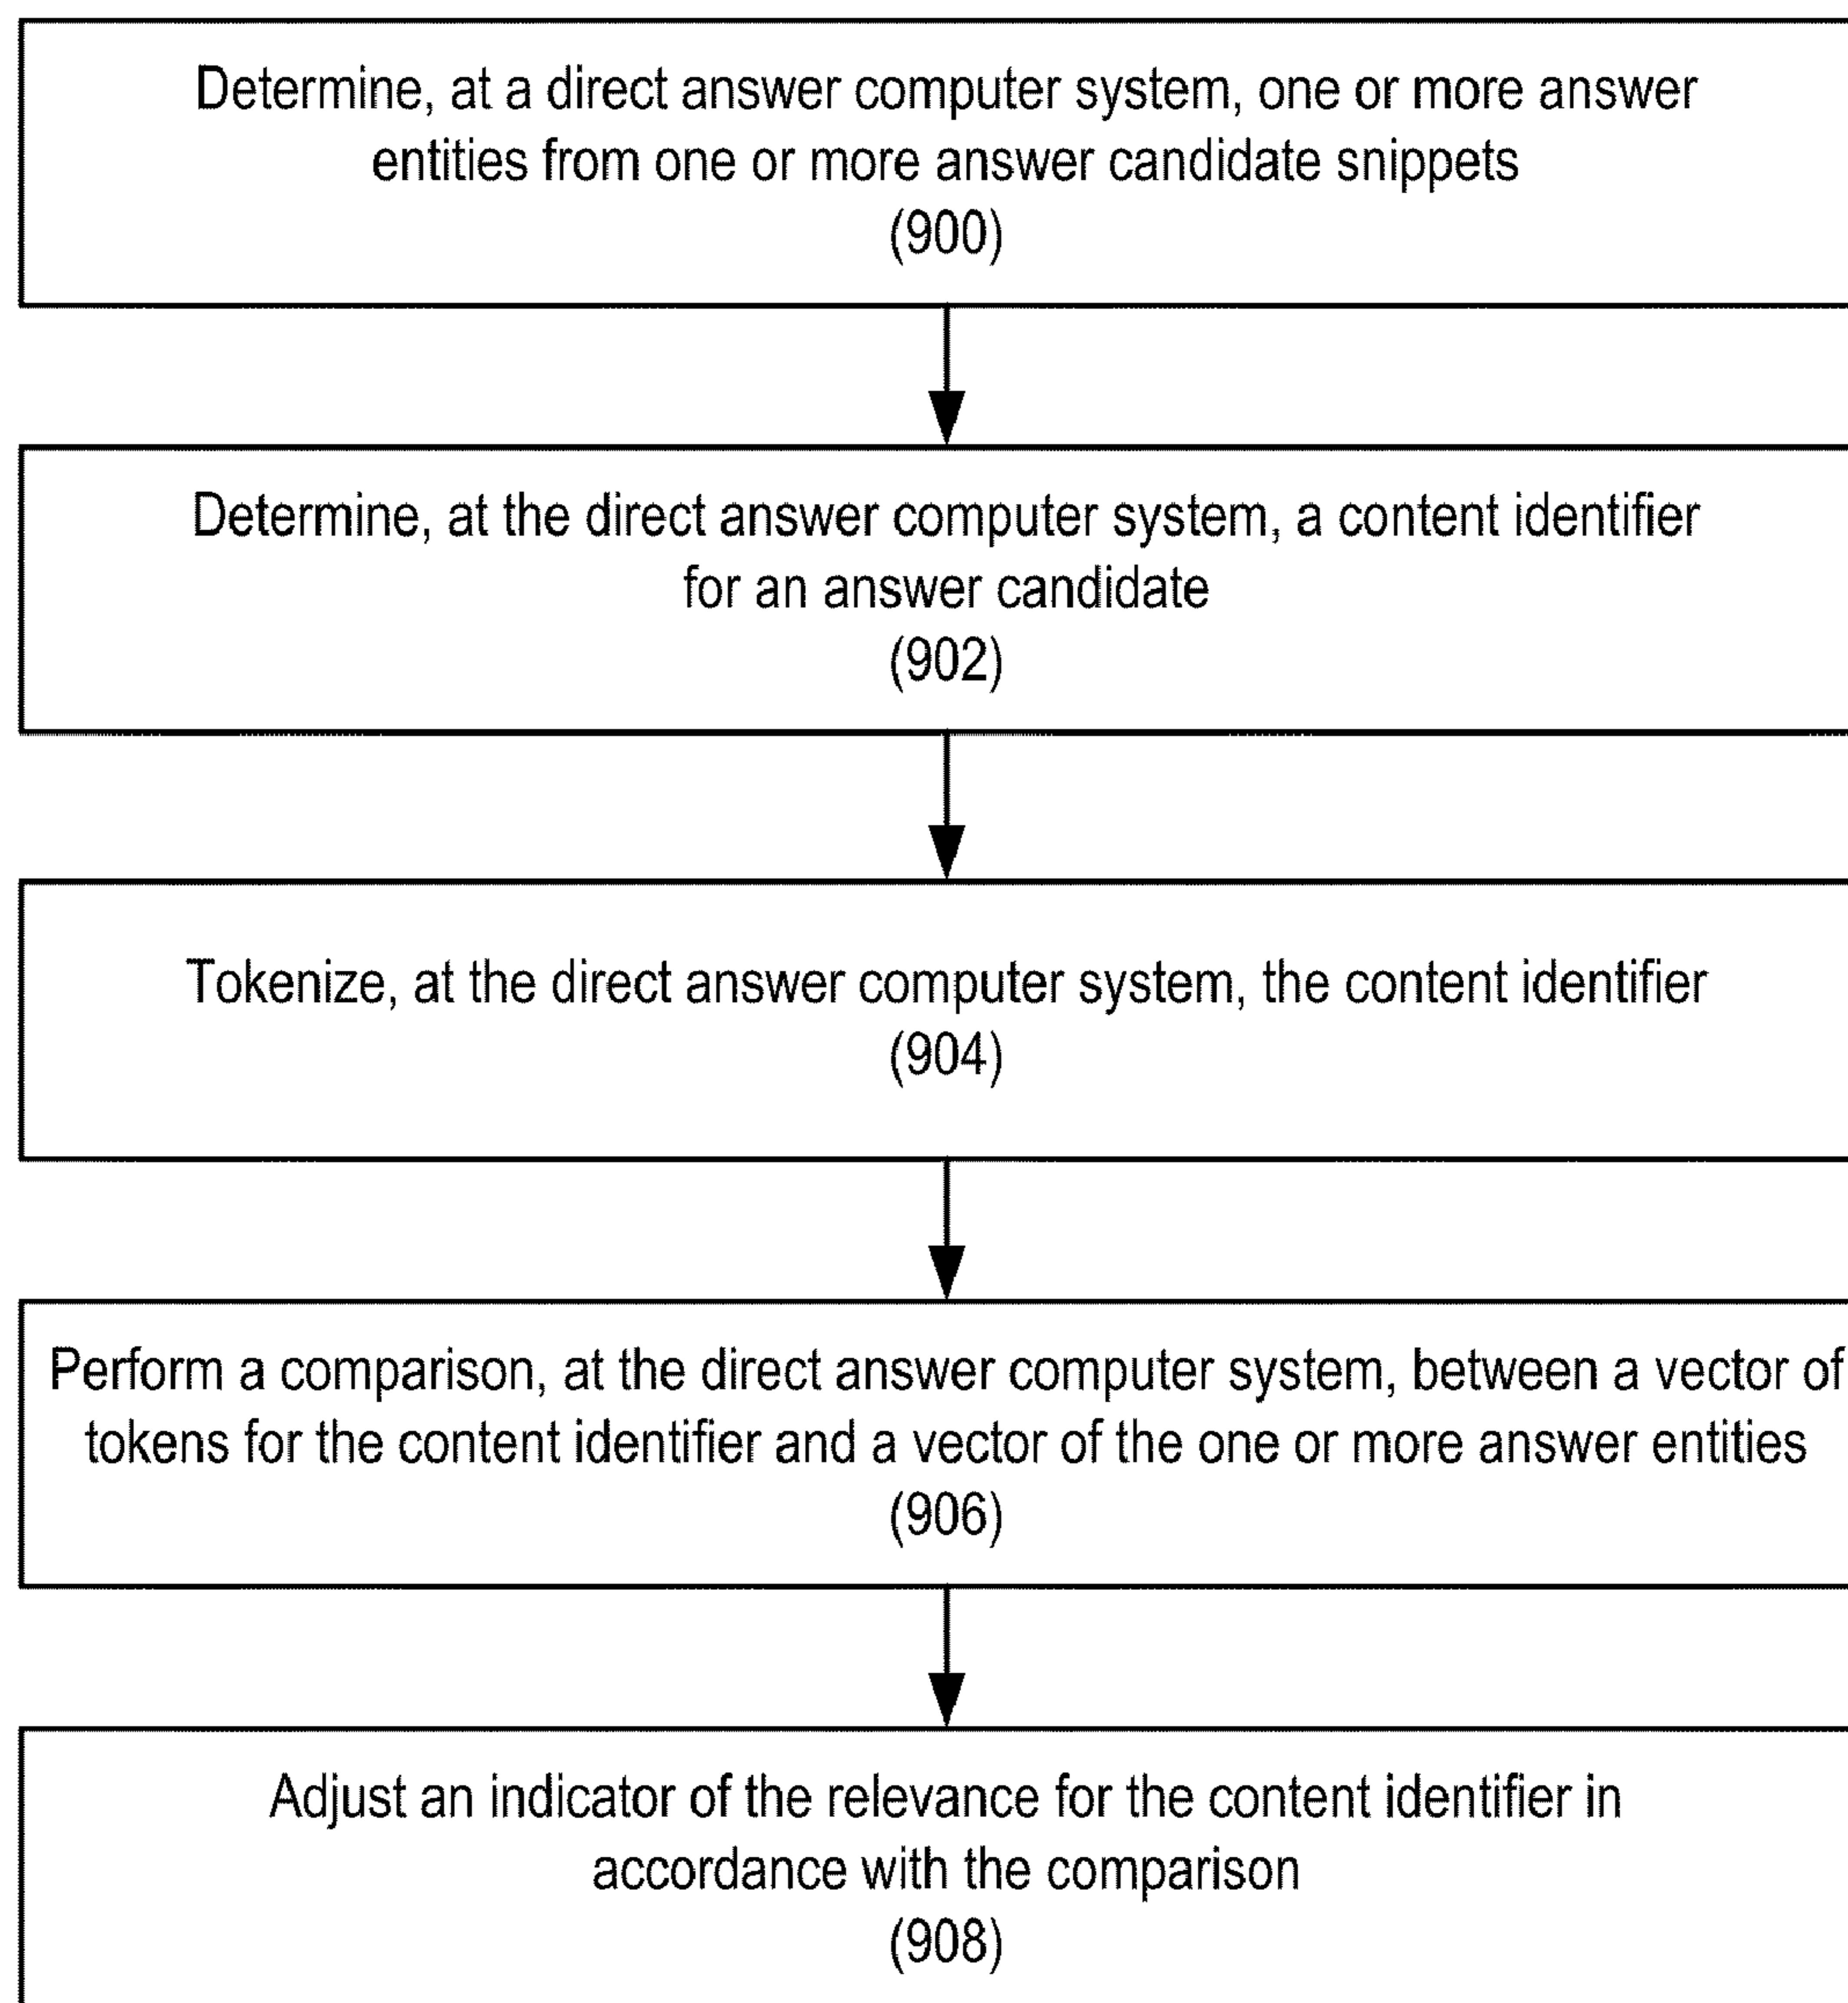 Determine, at a direct answer computer system, one or more answer
entities from one or more answer candidate snippets
(900)
Determine, at the direct answer computer system, a content identifier
for an answer candidate
(902)
Tokenize, at the direct answer computer system, the content identifier
(904)
Perform a comparison, at the direct answer computer system, between a vector of
tokens for the content identifier and a vector of the one or more answer entities
(906)
Adjust an indicator of the relevance for the content identifier in
accordance with the comparison
(908)